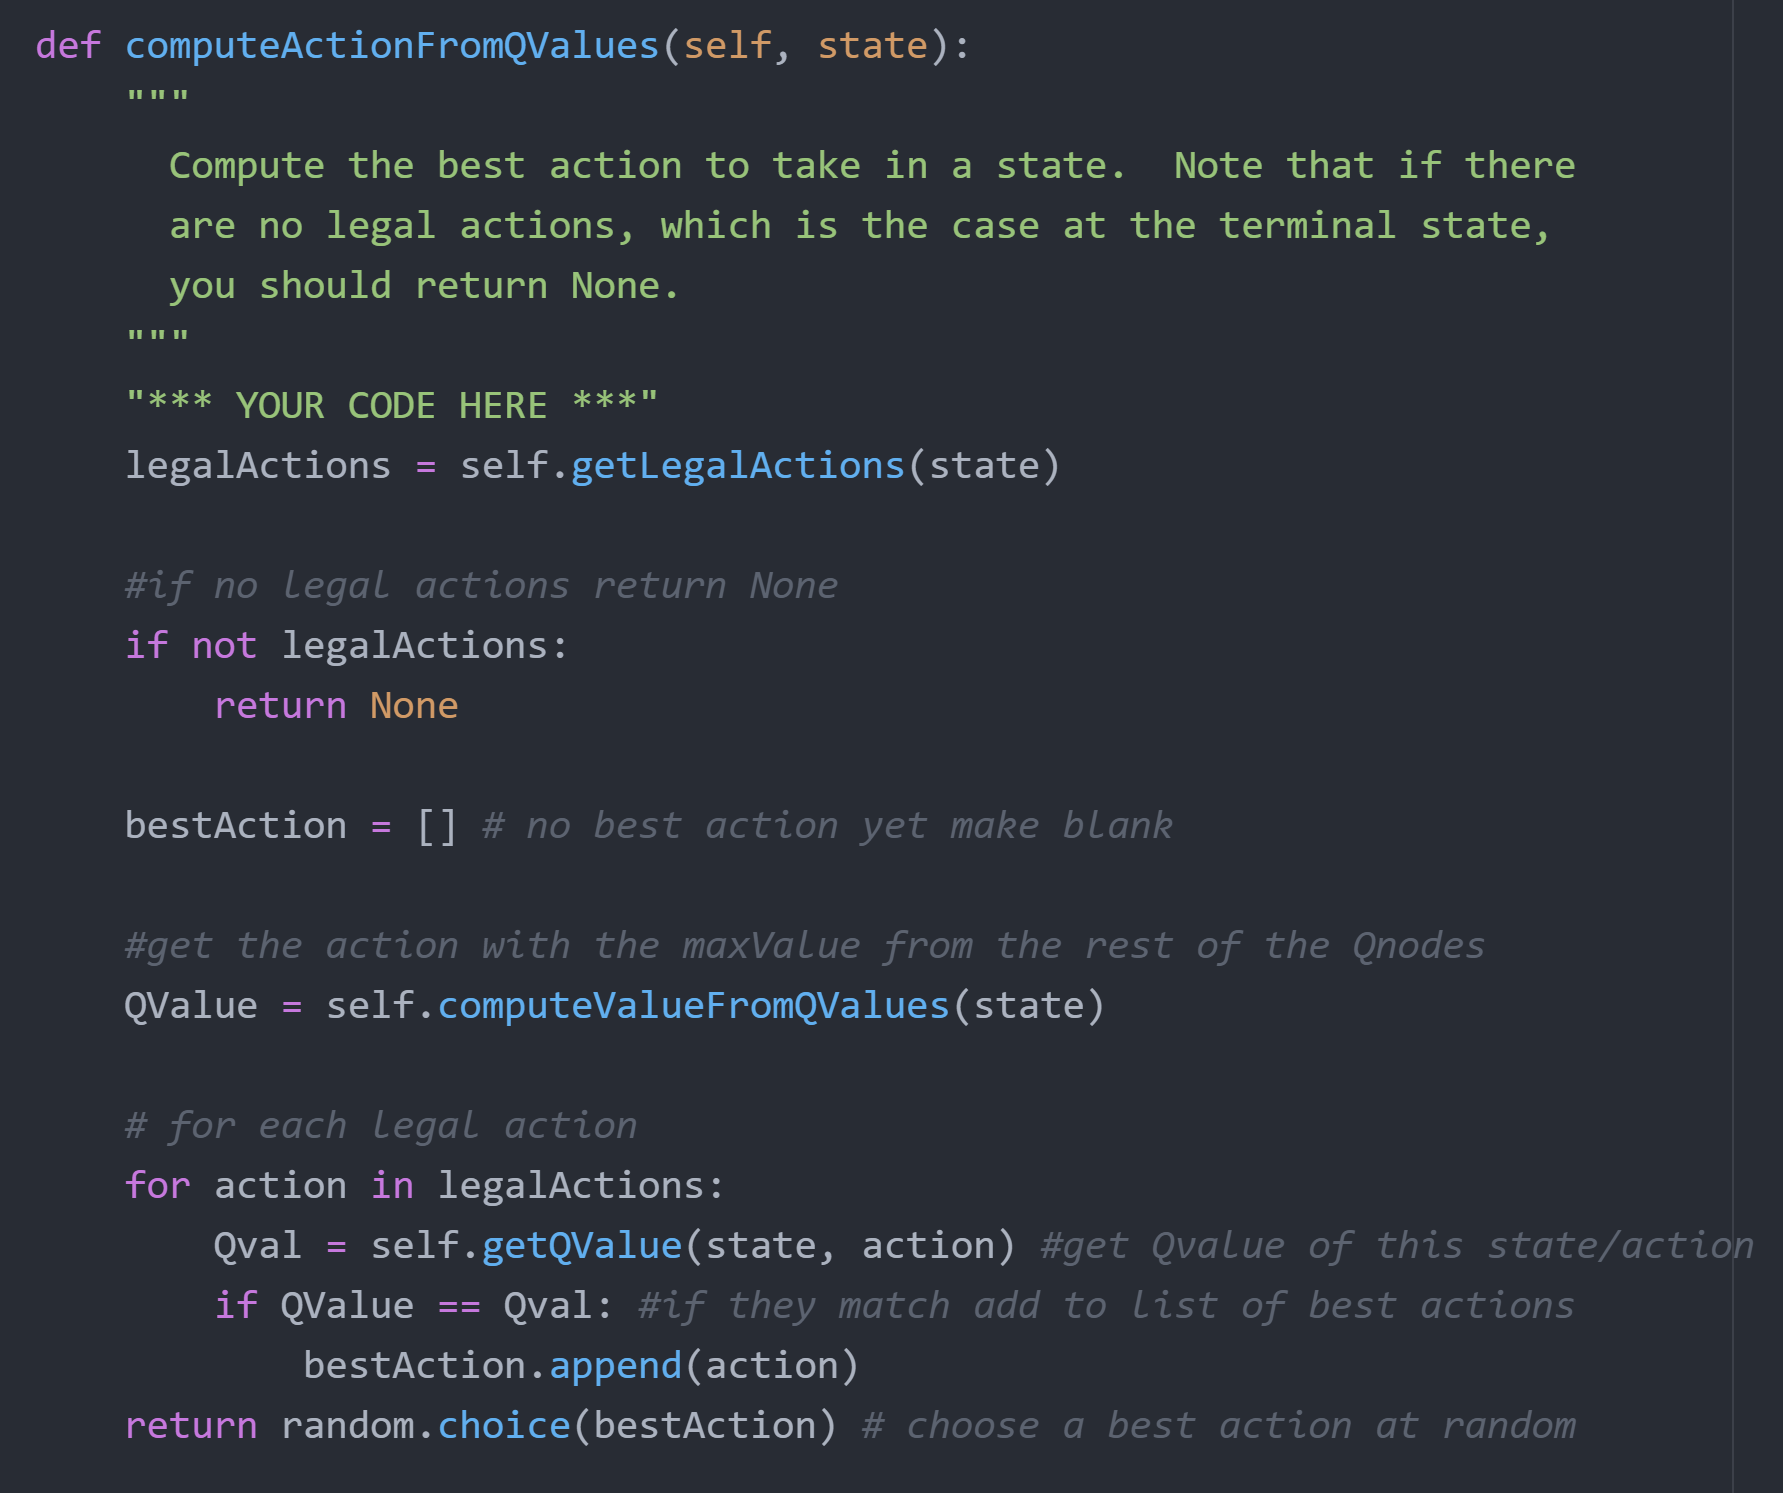 def computeActionFromQValues(self, state):
    """
      Compute the best action to take in a state.  Note that if there
      are no legal actions, which is the case at the terminal state,
      you should return None.
    """
    "*** YOUR CODE HERE ***"
    legalActions = self.getLegalActions(state)

    #if no legal actions return None
    if not legalActions:
        return None

    bestAction = [] # no best action yet make blank

    #get the action with the maxValue from the rest of the Qnodes
    QValue = self.computeValueFromQValues(state)

    # for each legal action
    for action in legalActions:
        Qval = self.getQValue(state, action) #get Qvalue of this state/action
        if QValue == Qval: #if they match add to list of best actions
            bestAction.append(action)
    return random.choice(bestAction) # choose a best action at random